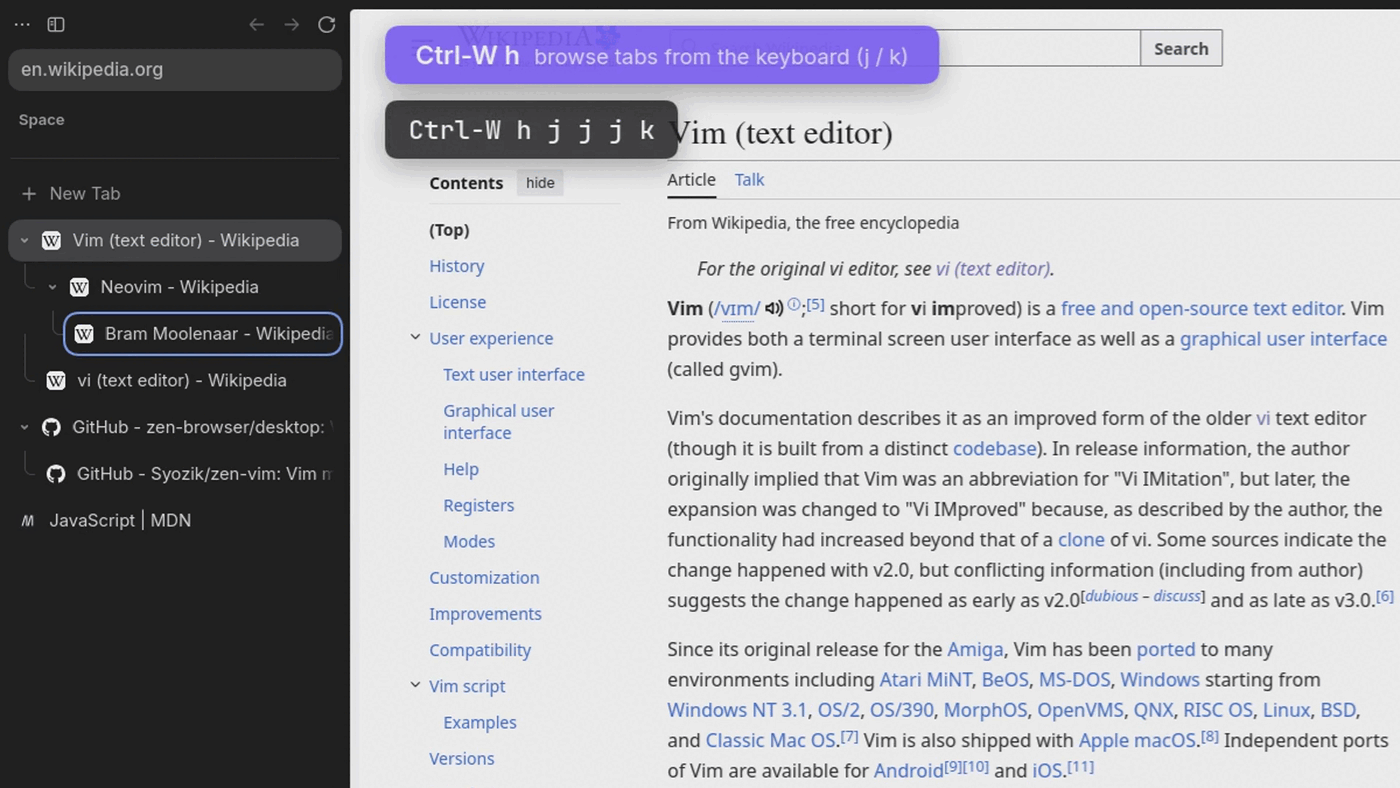 en.wikipedia.org
Space
New Tab
Vim (text editor) - Wikipedia
Neovim - Wikipedia
Bram Moolenaar - Wikipedia
vi (text editor) - Wikipedia
GitHub - zen-browser/desktop:
GitHub - Syozik/zen-vim: Vim
JavaScript | MDN
WIKIPEDIA
Search
Ctrl-W h browse tabs from the keyboard (j / k)
Ctrl-W h j j j k
Vim (text editor)
Contents hide
(Top)
History
License
User experience
Text user interface
Graphical user
interface
Help
Registers
Modes
Customization
Improvements
Compatibility
Vim script
Examples
Versions
Article Talk
From Wikipedia, the free encyclopedia
For the original vi editor, see vi (text editor).
Vim (/vɪm/ ;[5] short for vi improved) is a free and open-source text editor. Vim
provides both a terminal screen user interface as well as a graphical user interface
(called gvim).
Vim's documentation describes it as an improved form of the older vi text editor
(though it is built from a distinct codebase). In release information, the author
originally implied that Vim was an abbreviation for "Vi IMitation", but later, the
expansion was changed to "Vi IMproved" because, as described by the author, the
functionality had increased beyond that of a clone of vi. Some sources indicate the
change happened with v2.0, but conflicting information (including from author)
suggests the change happened as early as v2.0[dubious – discuss] and as late as v3.0.[6]
Since its original release for the Amiga, Vim has been ported to many
environments including Atari MiNT, BeOS, MS-DOS, Windows starting from
Windows NT 3.1, OS/2, OS/390, MorphOS, OpenVMS, QNX, RISC OS, Linux, BSD,
and Classic Mac OS.[7] Vim is also shipped with Apple macOS.[8] Independent ports
of Vim are available for Android[9][10] and iOS.[11]